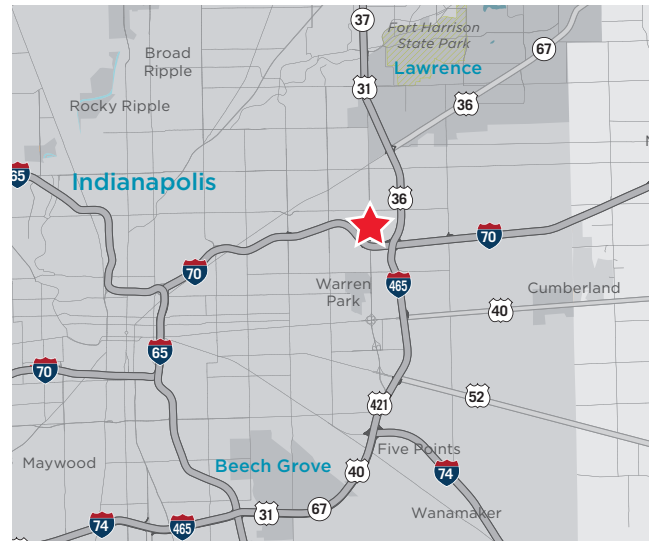 37
Fort Harrison
State Park
67
Broad
Ripple
Lawrence
31
36
Rocky Ripple
65
Indianapolis
36
70
70
Warren
Park
465
Cumberland
40
65
70
52
421
Five Points
Maywood
Beech Grove
40
74
Wanamaker
31
67
74
465